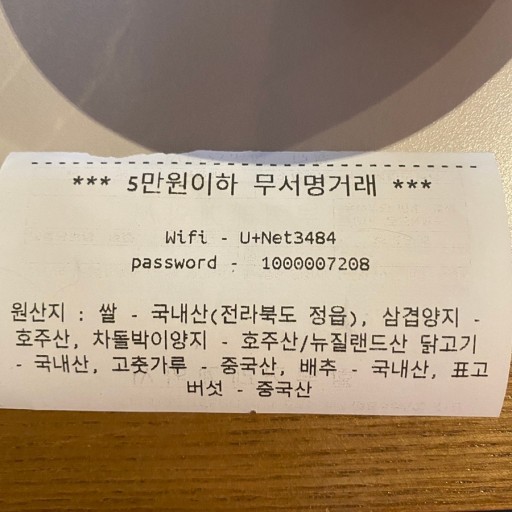 *** 5만원이하 무서명거래 ***
Wifi - U+Net3484
password - 1000007208
원산지 : 쌀 - 국내산(전라북도 정읍), 삼겹양지 -
호주산, 차돌박이양지 - 호주산/뉴질랜드산 닭고기
- 국내산, 고춧가루 - 중국산, 배추 - 국내산, 표고
버섯 - 중국산